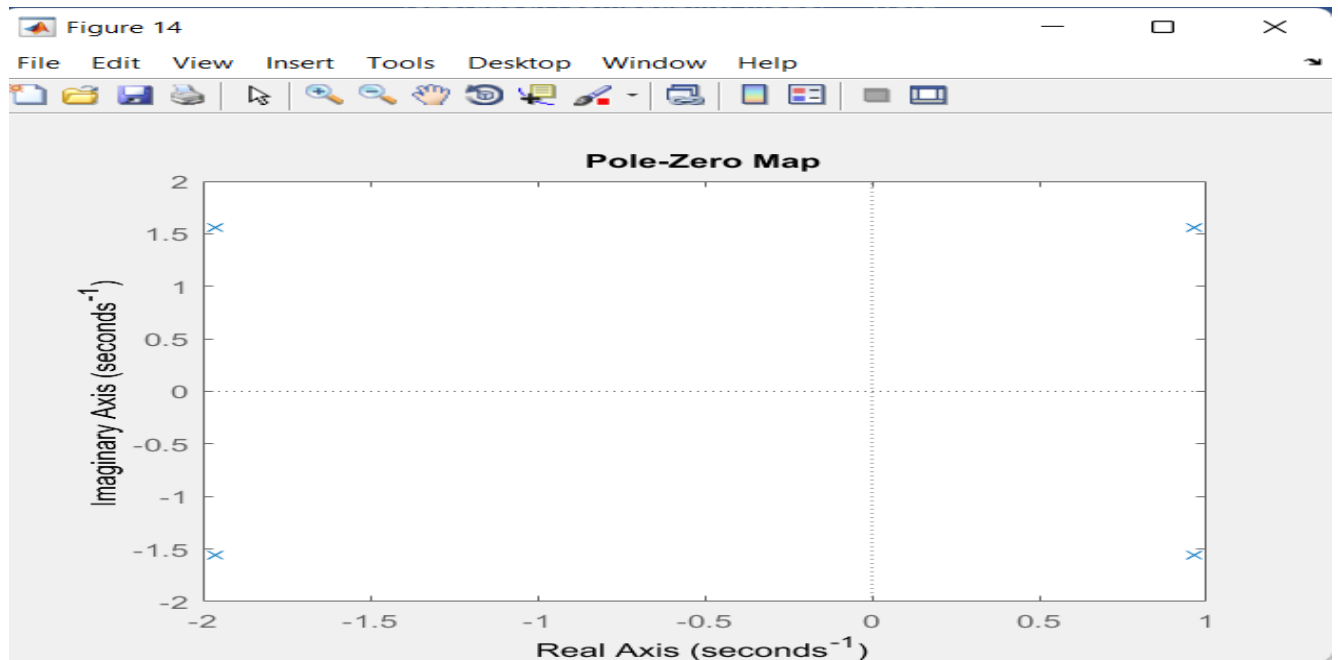 Figure 14
File Edit View Insert Tools Desktop Window Help
Pole-Zero Map
2
1.5
1
0.5
0
-0.5
-1
-1.5
-2
Imaginary Axis (seconds⁻¹)
-2 -1.5 -1 -0.5 0 0.5 1
Real Axis (seconds⁻¹)